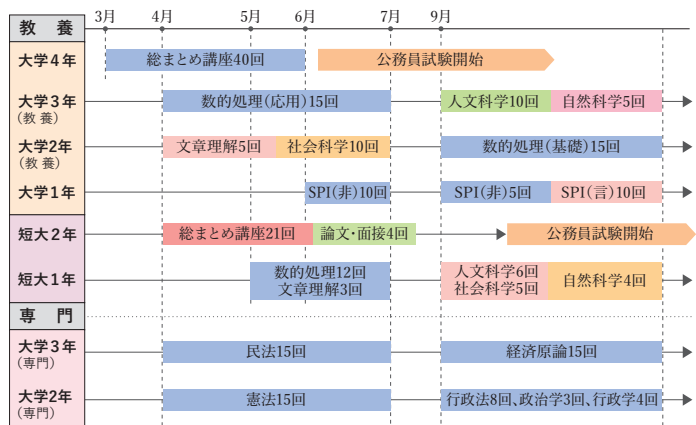 教 養
3月 4月 5月 6月 7月 9月
大学4年
総まとめ講座40回
公務員試験開始
大学3年
(教 養)
数的処理(応用)15回
人文科学10回
自然科学5回
大学2年
(教 養)
文章理解5回
社会科学10回
数的処理(基礎)15回
大学1年
SPI(非)10回
SPI(非)5回
SPI(言)10回
短大2年
総まとめ講座21回
論文・面接4回
公務員試験開始
短大1年
数的処理12回
文章理解3回
人文科学6回
社会科学5回
自然科学4回
専 門
大学3年
(専門)
民法15回
経済原論15回
大学2年
(専門)
憲法15回
行政法8回、政治学3回、行政学4回